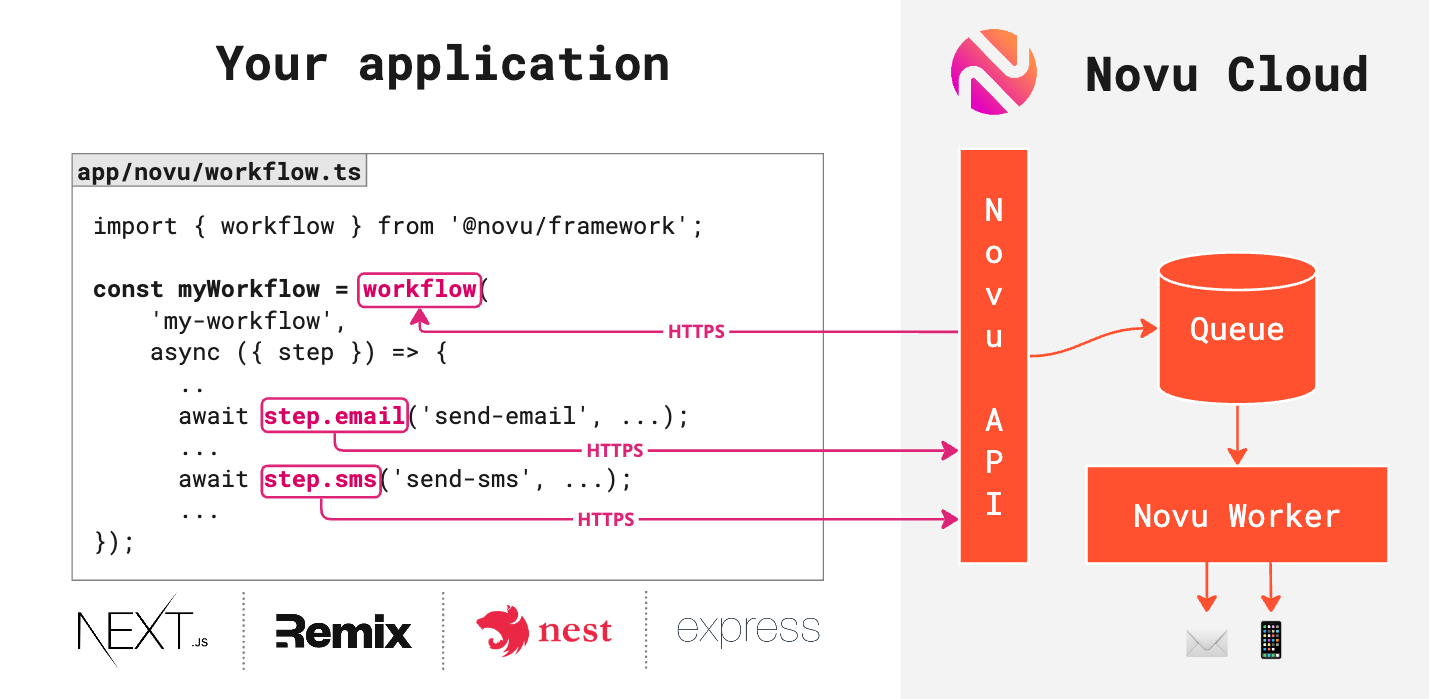 Your application
Novu Cloud
app/novu/workflow.ts
import { workflow } from '@novu/framework';
const myWorkflow = workflow(
'my-workflow',
async ({ step }) => {
..
await step.email('send-email', ...);
...
await step.sms('send-sms', ...);
...
});
HTTPS
HTTPS
HTTPS
Novu API
Queue
Novu Worker
NEXT.JS
Remix
nest
express